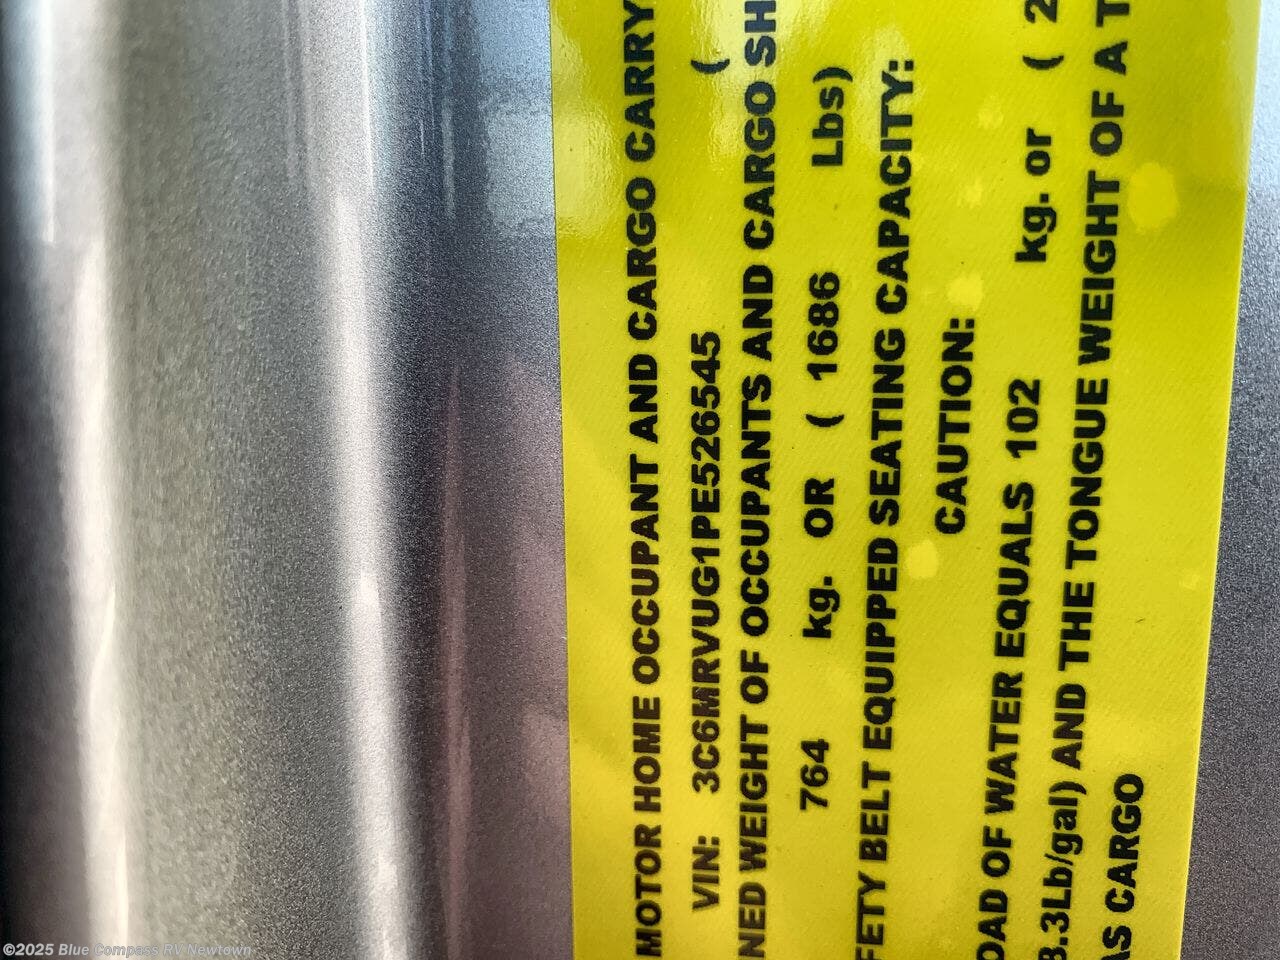 MOTOR HOME OCCUPANT AND CARGO CARRY
VIN: 3C6MRVUG1PE526545 (
NED WEIGHT OF OCCUPANTS AND CARGO SH
764 kg. OR ( 1686 Lbs)
FETY BELT EQUIPPED SEATING CAPACITY:
CAUTION:
OAD OF WATER EQUALS 102 kg. or ( 2
8.3Lb/gal) AND THE TONGUE WEIGHT OF A T
AS CARGO
©2025 Blue Compass RV Newtown